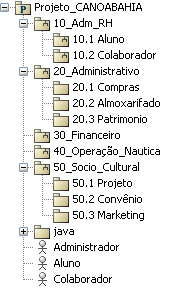 Projeto_CANOABAHIA
10_Adm_RH
10.1 Aluno
10.2 Colaborador
20_Administrativo
20.1 Compras
20.2 Almoxarifado
20.3 Patrimonio
30_Financeiro
40_Operação_Nautica
50_Socio_Cultural
50.1 Projeto
50.2 Convênio
50.3 Marketing
java
Administrador
Aluno
Colaborador